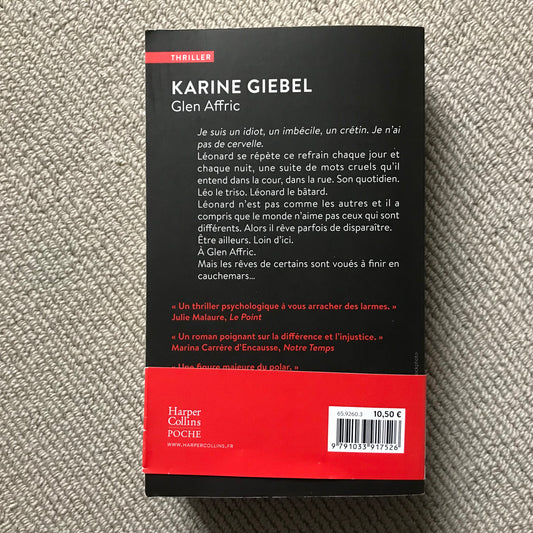 THRILLER
KARINE GIEBEL
Glen Affric
Je suis un idiot, un imbécile, un crétin. Je n'ai
pas de cervelle.
Léonard se répète ce refrain chaque jour et
chaque nuit, une suite de mots cruels qu'il
entend dans la cour, dans la rue. Son quotidien.
Léo le triso. Léonard le bâtard.
Léonard n'est pas comme les autres et il a
compris que le monde n'aime pas ceux qui sont
différents. Alors il rêve parfois de disparaître.
Être ailleurs. Loin d'ici.
À Glen Affric.
Mais les rêves de certains sont voués à finir en
cauchemars...
« Un thriller psychologique à vous arracher des larmes. »
Julie Malaure, Le Point
« Un roman poignant sur la différence et l'injustice. »
Marina Carrère d'Encausse, Notre Temps
« Une figure majeure du polar. »
Harper
Collins
POCHE
WWW.HARPERCOLLINS.FR
65.9260.3 10,50 €
9 791033 917526